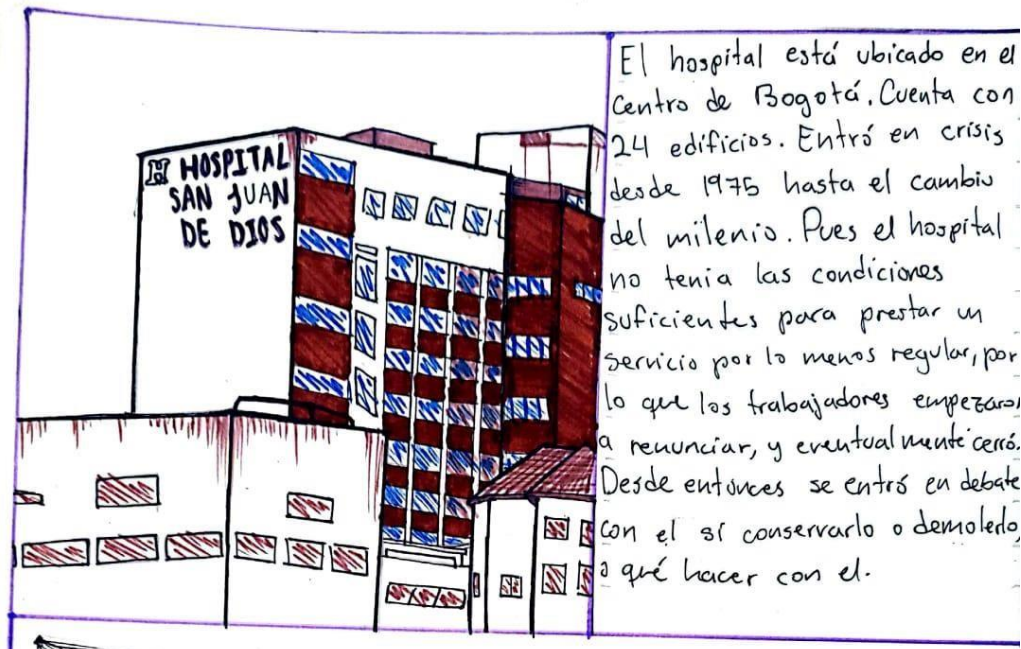 H HOSPITAL
SAN JUAN
DE DIOS
El hospital está ubicado en el
centro de Bogotá. Cuenta con
24 edificios. Entró en crisis
desde 1975 hasta el cambio
del milenio. Pues el hospital
no tenia las condiciones
suficientes para prestar un
servicio por lo menos regular, por
lo que los trabajadores empezaron
a renunciar, y eventualmente cerró.
Desde entonces se entró en debate
con el sí conservarlo o demolerlo,
o qué hacer con el.